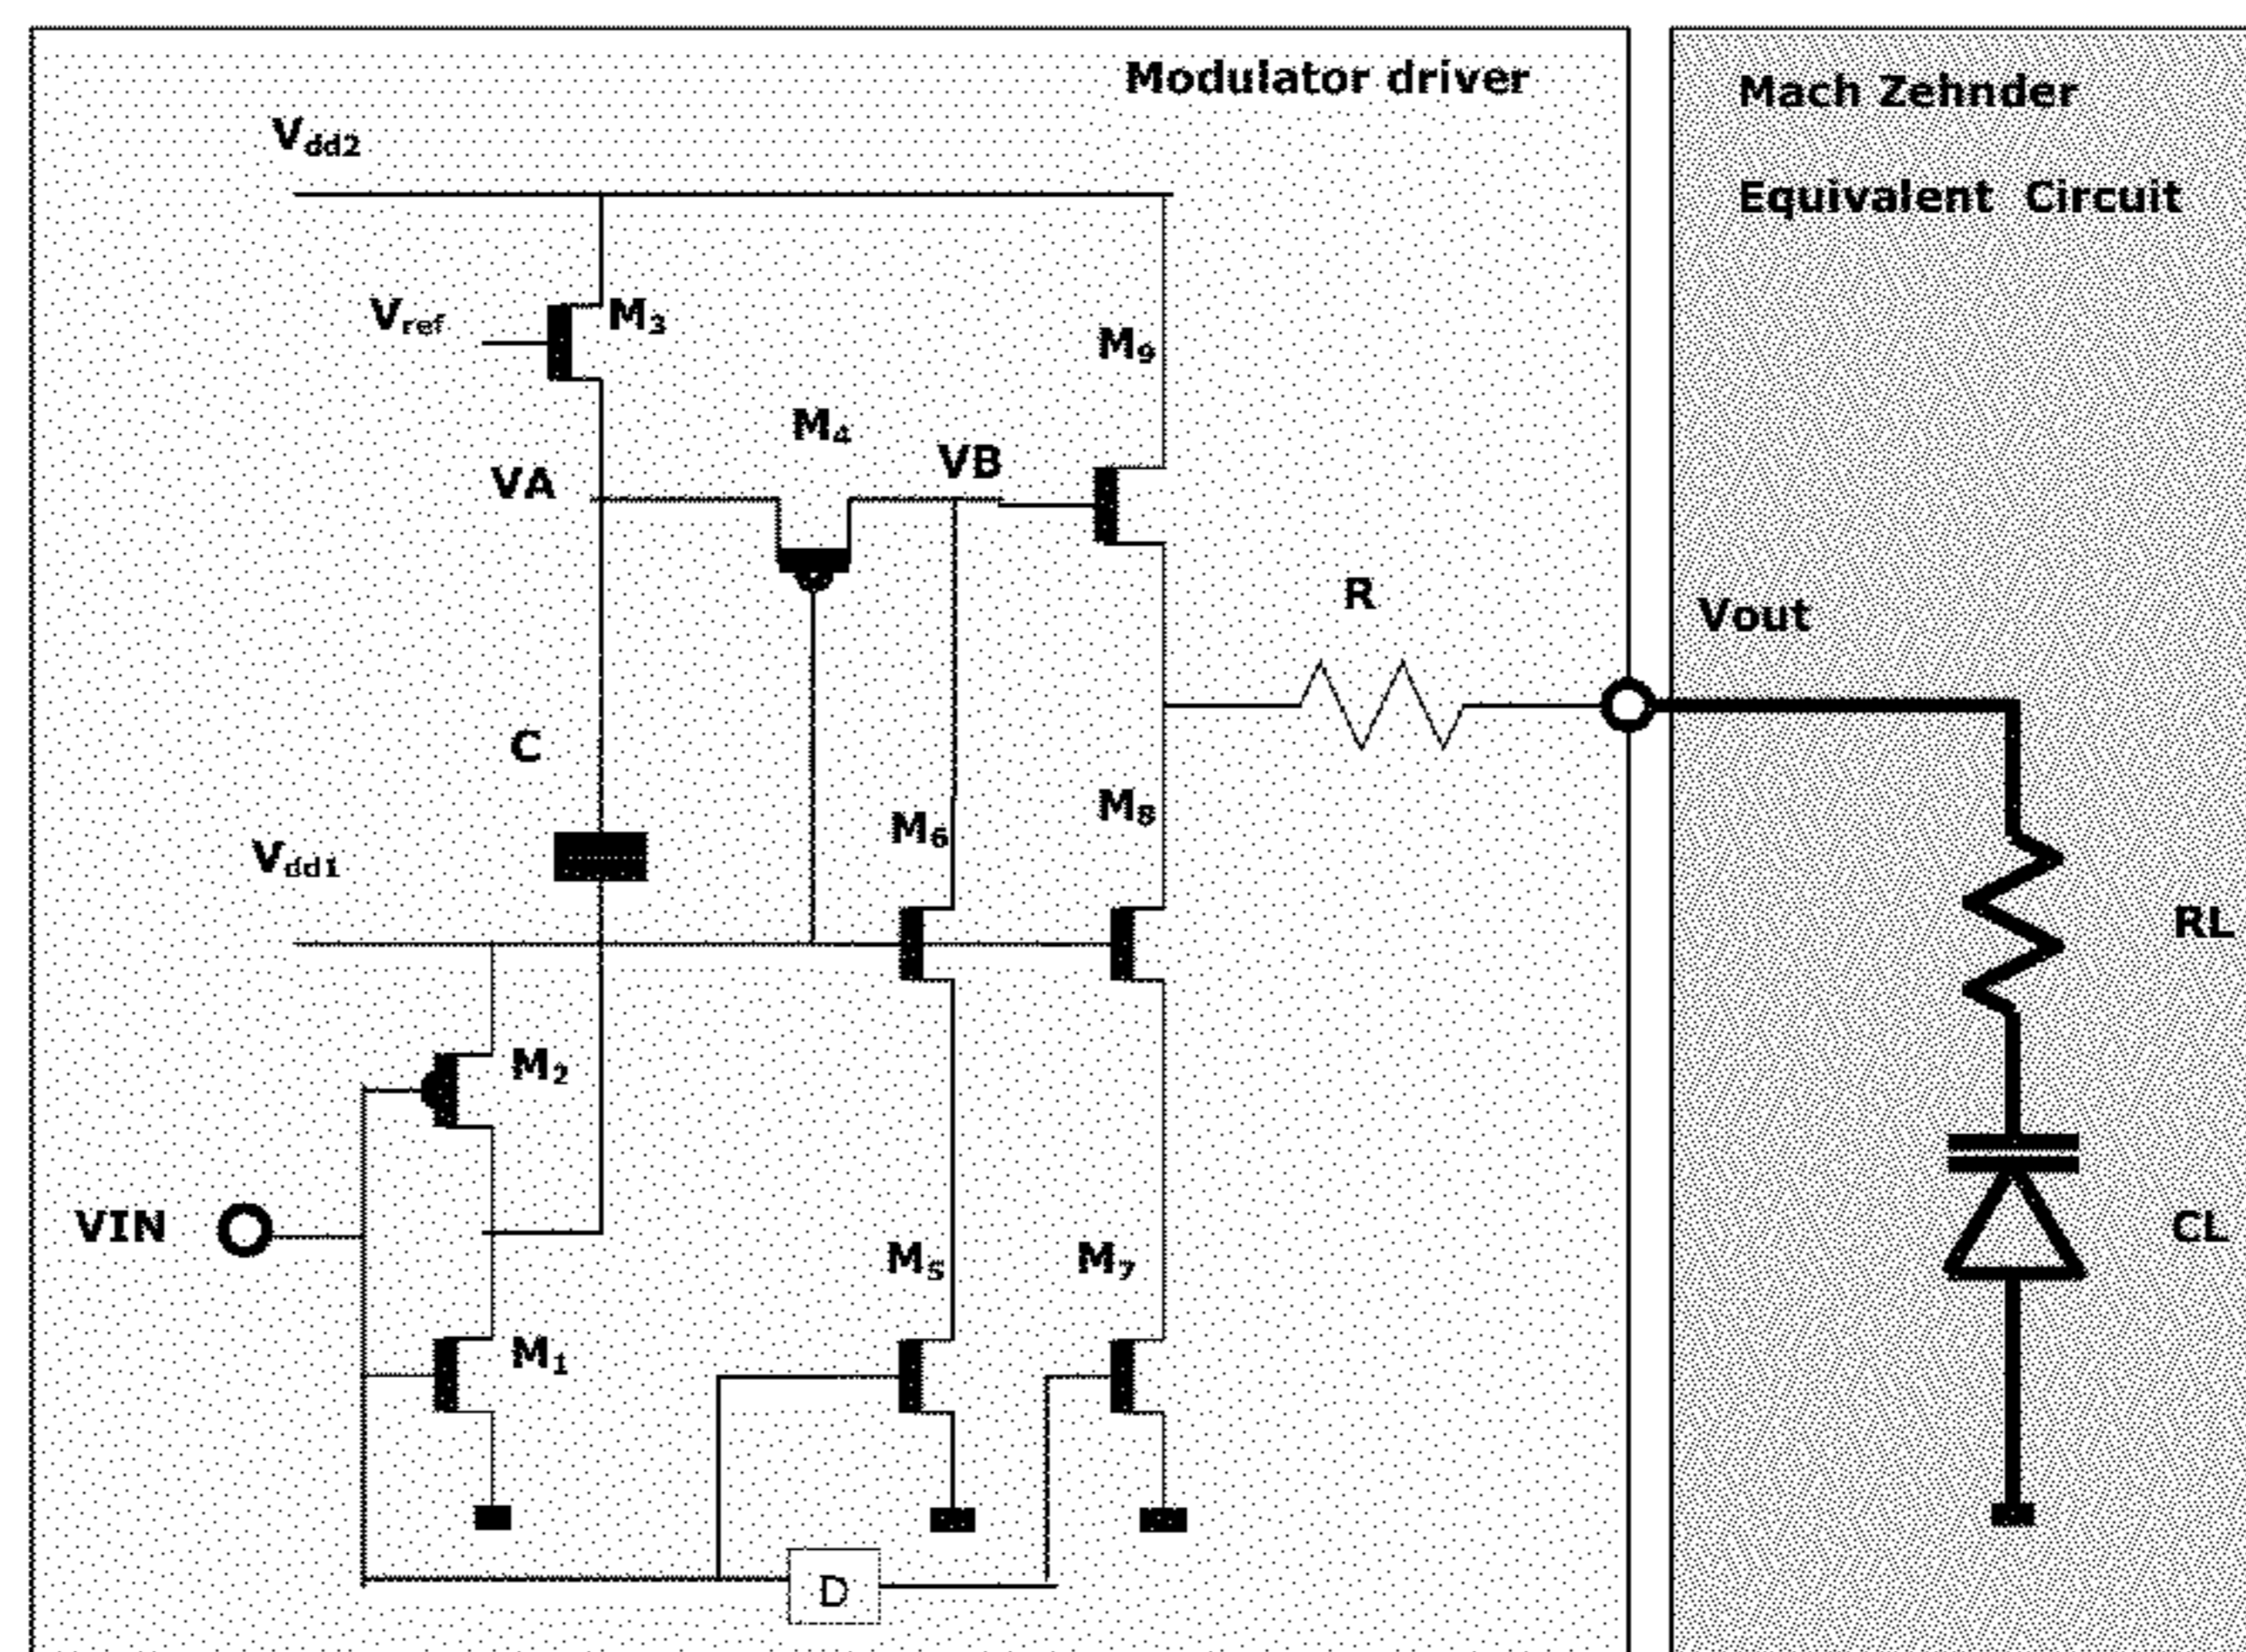 Modulator driver
Mach Zehnder
Equivalent Circuit
Vdd2
Vref
M3
M9
M4
VA
VB
R
Vout
C
M6
M8
Vdd1
RL
M2
VIN
M5
M7
CL
M1
D